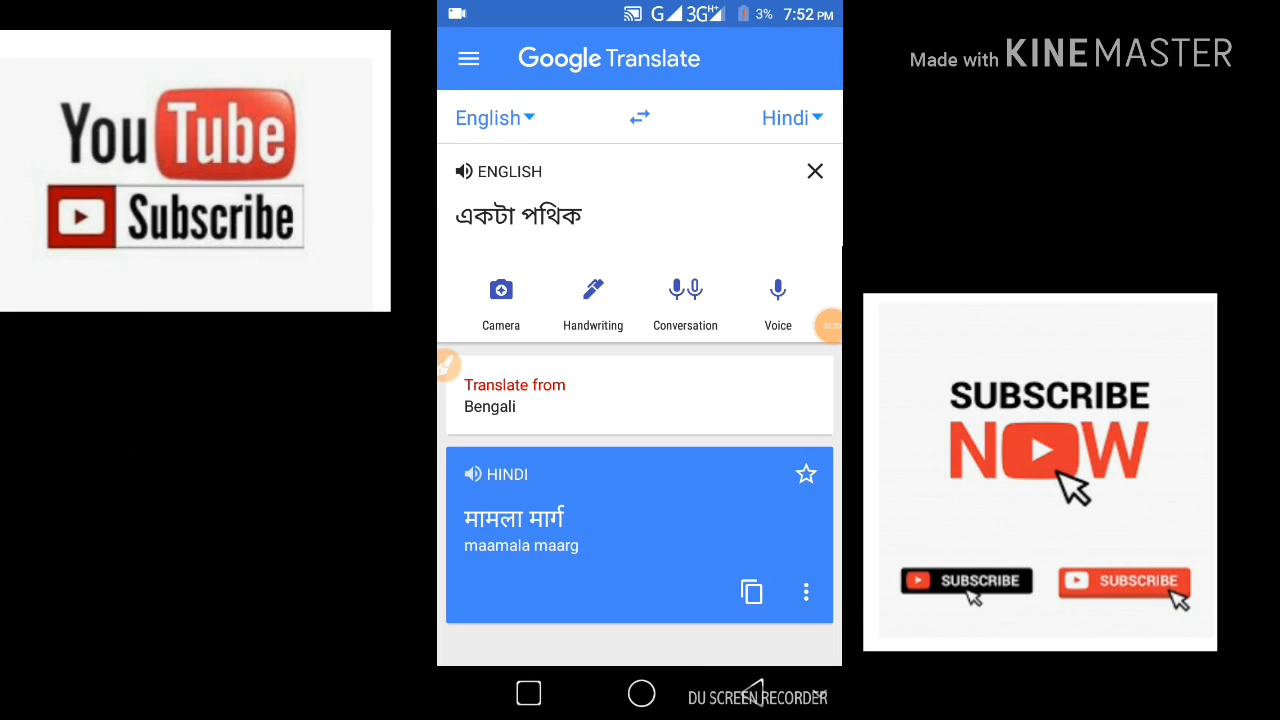 You Tube
Subscribe
G 3G H+ 3% 7:52 PM
Google Translate
English Hindi
ENGLISH
একটা পথিক
Camera Handwriting Conversation Voice
Translate from
Bengali
HINDI
मामला मार्ग
maamala maarg
DU SCREEN RECORDER
Made with KINEMASTER
SUBSCRIBE
NOW
SUBSCRIBE SUBSCRIBE